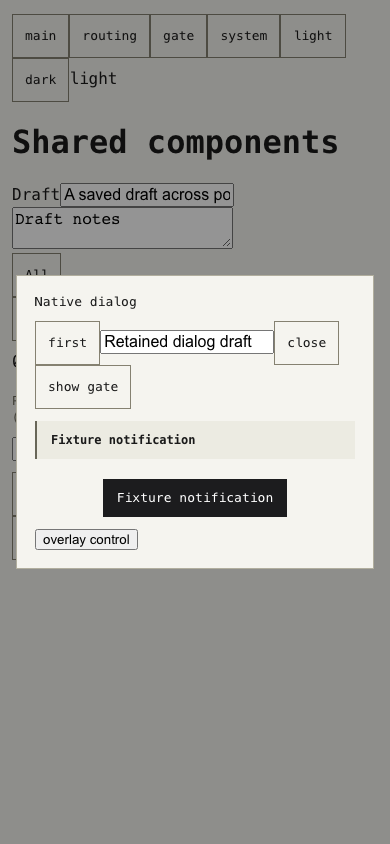 main routing gate system light
dark light
Shared components
Draft A saved draft across po
Draft notes
All
Native dialog
first Retained dialog draft close
show gate
Fixture notification
Fixture notification
overlay control